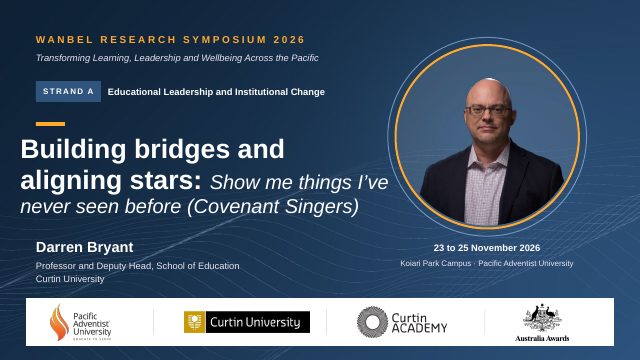 WANBEL RESEARCH SYMPOSIUM 2026
Transforming Learning, Leadership and Wellbeing Across the Pacific
STRAND A Educational Leadership and Institutional Change
Building bridges and
aligning stars: Show me things I've
never seen before (Covenant Singers)
Darren Bryant
Professor and Deputy Head, School of Education
Curtin University
23 to 25 November 2026
Koiari Park Campus · Pacific Adventist University
Pacific
Adventist
University
EDUCATE TO SERVE
Curtin University
Curtin
ACADEMY
Australia Awards